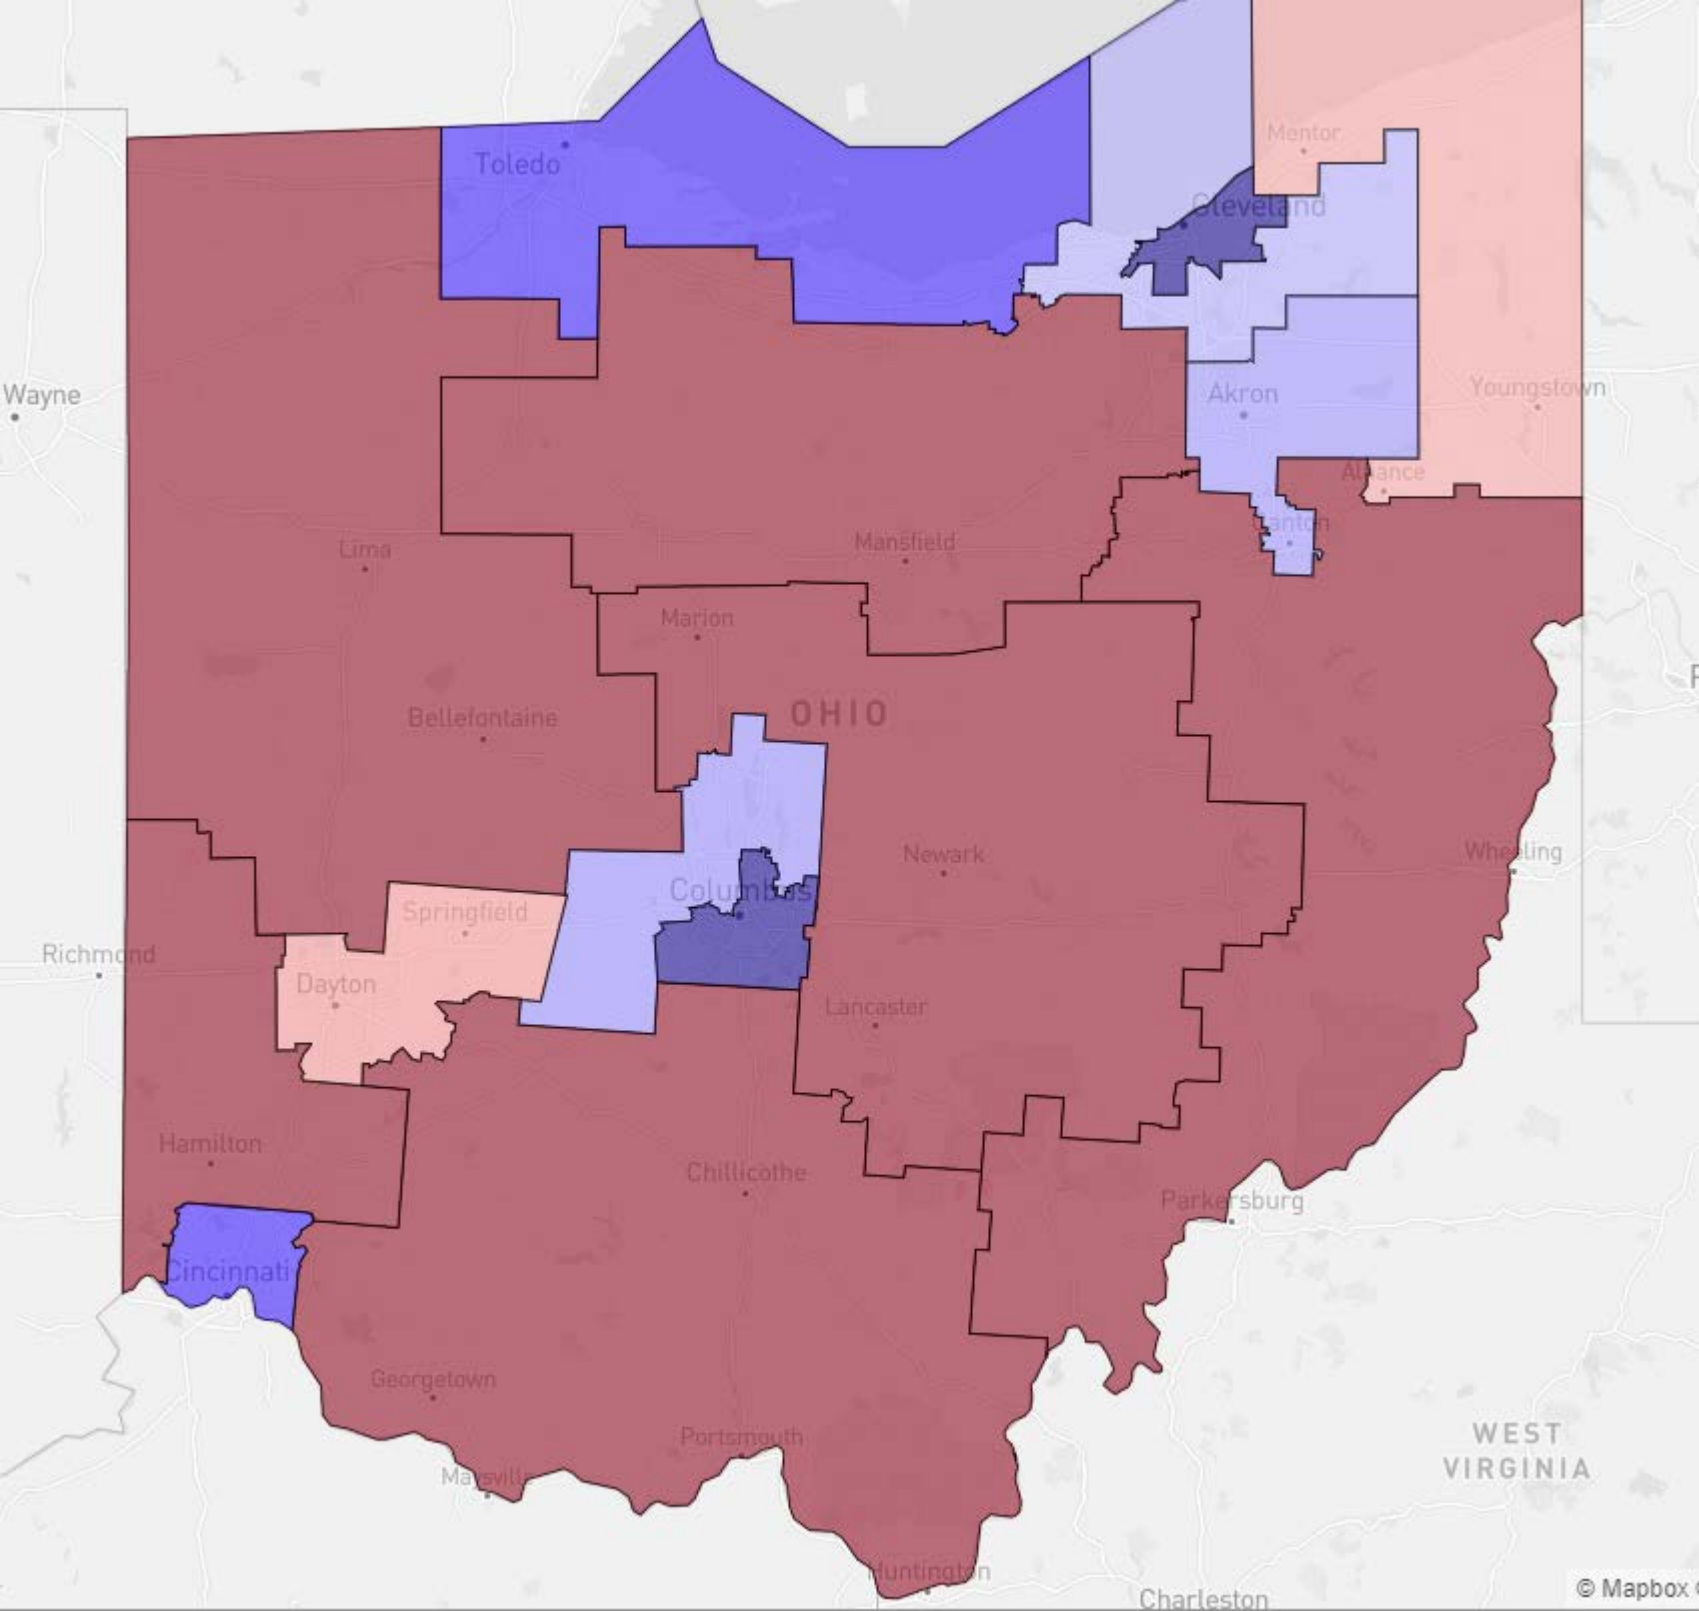 Mentor
Toledo
Cleveland
Wayne
Akron
Youngstown
Alliance
Canton
Lima
Mansfield
Marion
OHIO
Bellefontaine
Newark
Wheeling
Columbus
Springfield
Richmond
Dayton
Lancaster
Hamilton
Chillicothe
Parkersburg
Cincinnati
Georgetown
Portsmouth
WEST
VIRGINIA
Maysville
Huntington
Charleston
© Mapbox